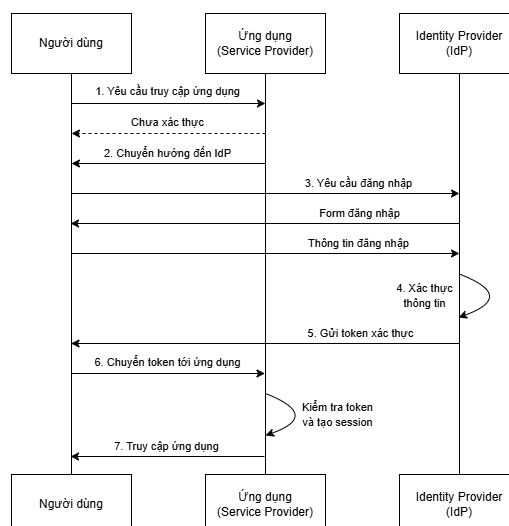 Người dùng
Ứng dụng
(Service Provider)
Identity Provider
(IdP)
1. Yêu cầu truy cập ứng dụng
Chưa xác thực
2. Chuyển hướng đến IdP
3. Yêu cầu đăng nhập
Form đăng nhập
Thông tin đăng nhập
4. Xác thực
thông tin
5. Gửi token xác thực
6. Chuyển token tới ứng dụng
Kiểm tra token
và tạo session
7. Truy cập ứng dụng
Người dùng
Ứng dụng
(Service Provider)
Identity Provider
(IdP)